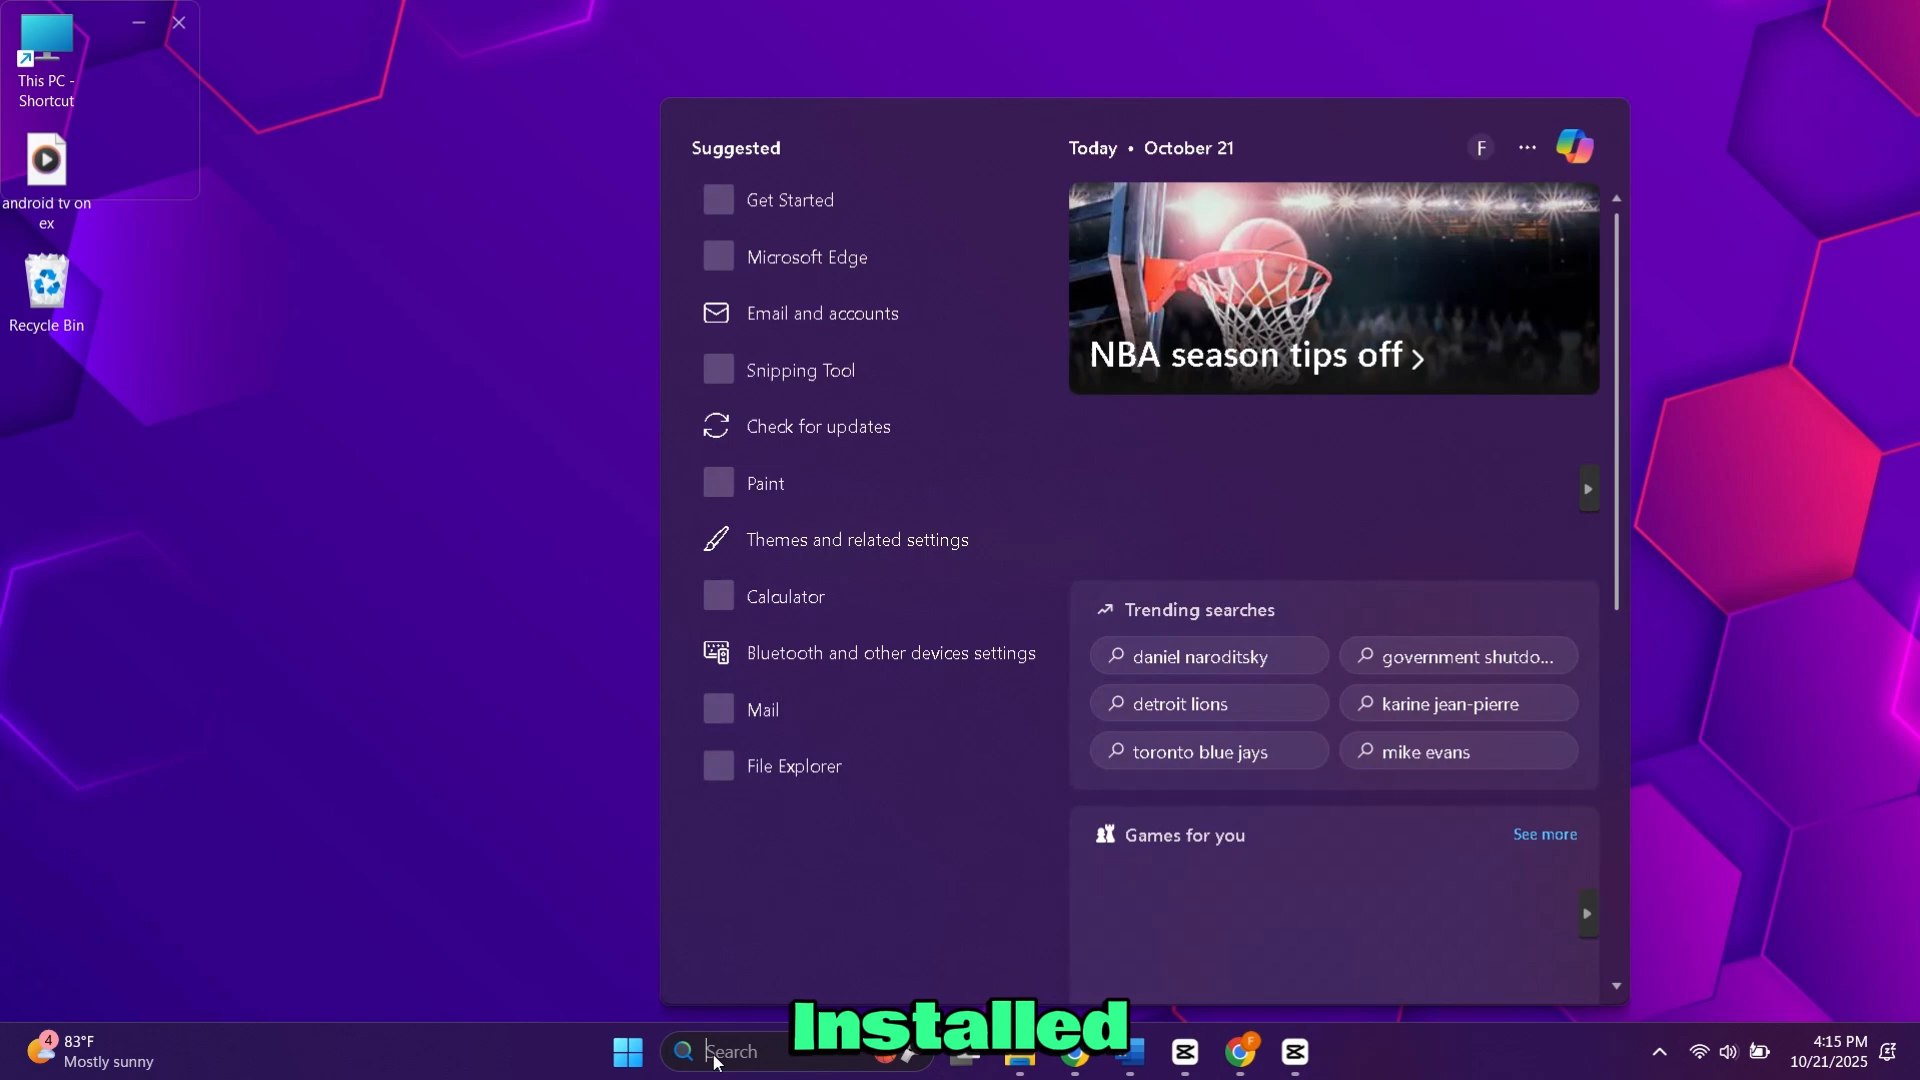 This PC -
Shortcut
android tv on
ex
Recycle Bin
Suggested
Get Started
Microsoft Edge
Email and accounts
Snipping Tool
Check for updates
Paint
Themes and related settings
Calculator
Bluetooth and other devices settings
Mail
File Explorer
Today • October 21
F
NBA season tips off
Trending searches
daniel naroditsky
government shutdo...
detroit lions
karine jean-pierre
toronto blue jays
mike evans
Games for you
See more
Installed
4
83°F
Mostly sunny
Search
F
4:15 PM
10/21/2025